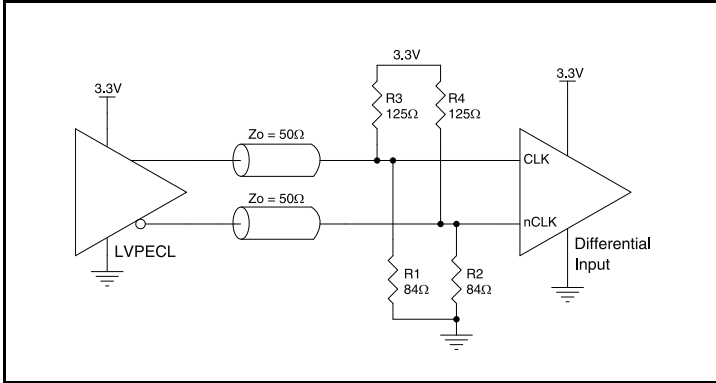 3.3V
3.3V
3.3V
R3
125Ω
R4
125Ω
Zo = 50Ω
Zo = 50Ω
CLK
nCLK
LVPECL
Differential
Input
R1
84Ω
R2
84Ω